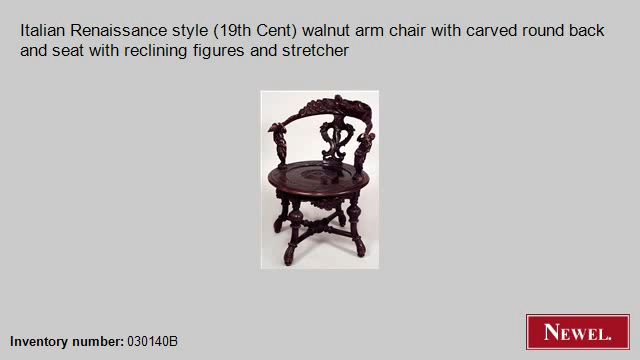 Italian Renaissance style (19th Cent) walnut arm chair with carved round back
and seat with reclining figures and stretcher
Inventory number: 030140B
NEWEL.